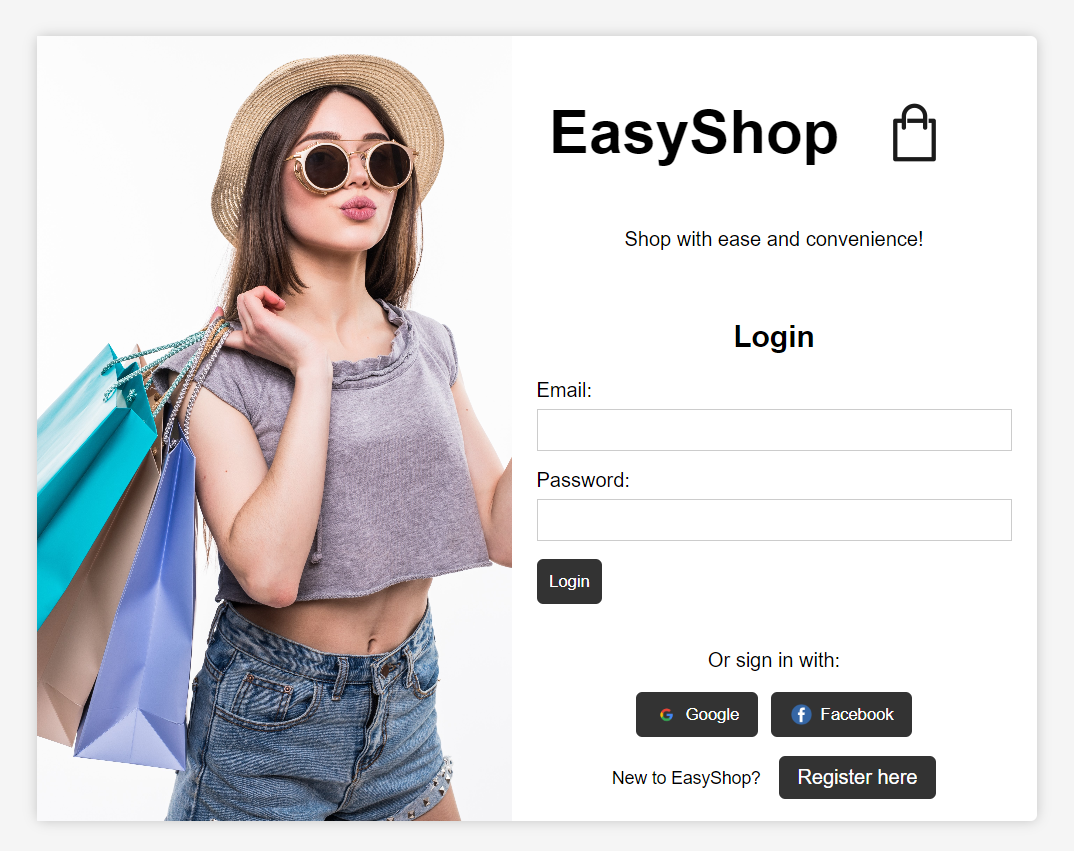 EasyShop
Shop with ease and convenience!
Login
Email:
Password:
Login
Or sign in with:
Google
Facebook
New to EasyShop?
Register here